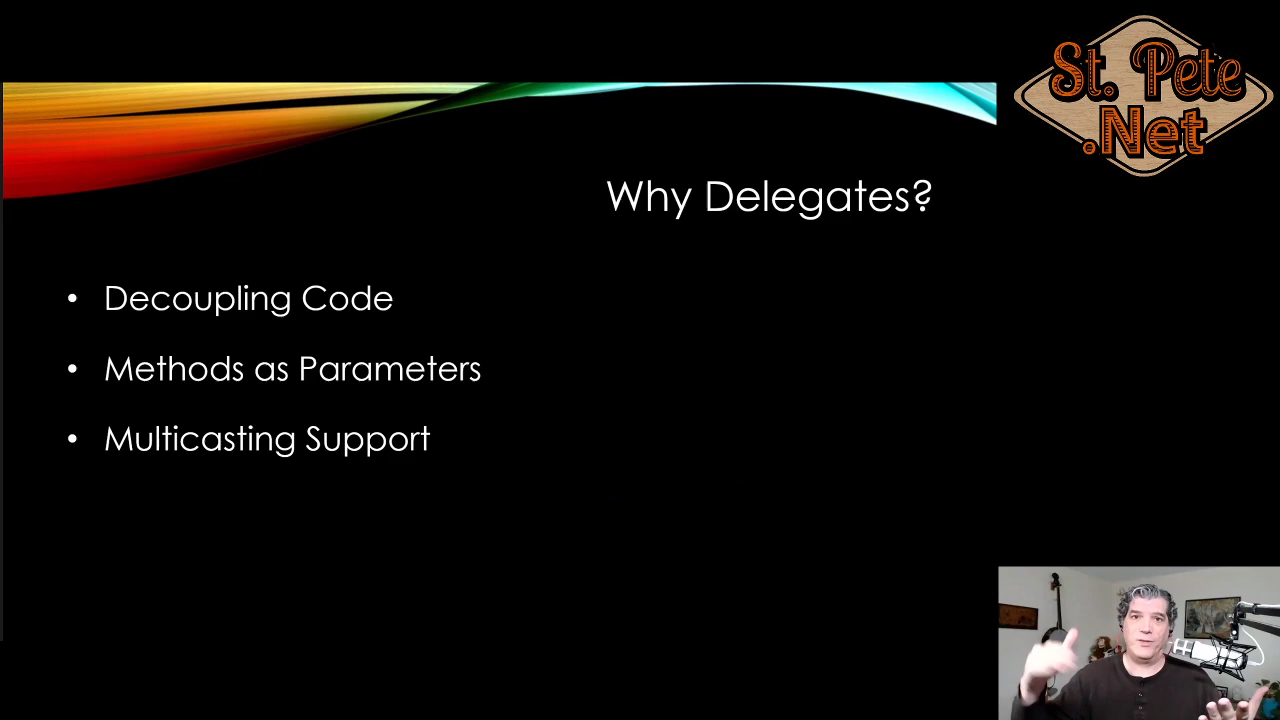 St. Pete
.Net
Why Delegates?
• Decoupling Code
• Methods as Parameters
• Multicasting Support